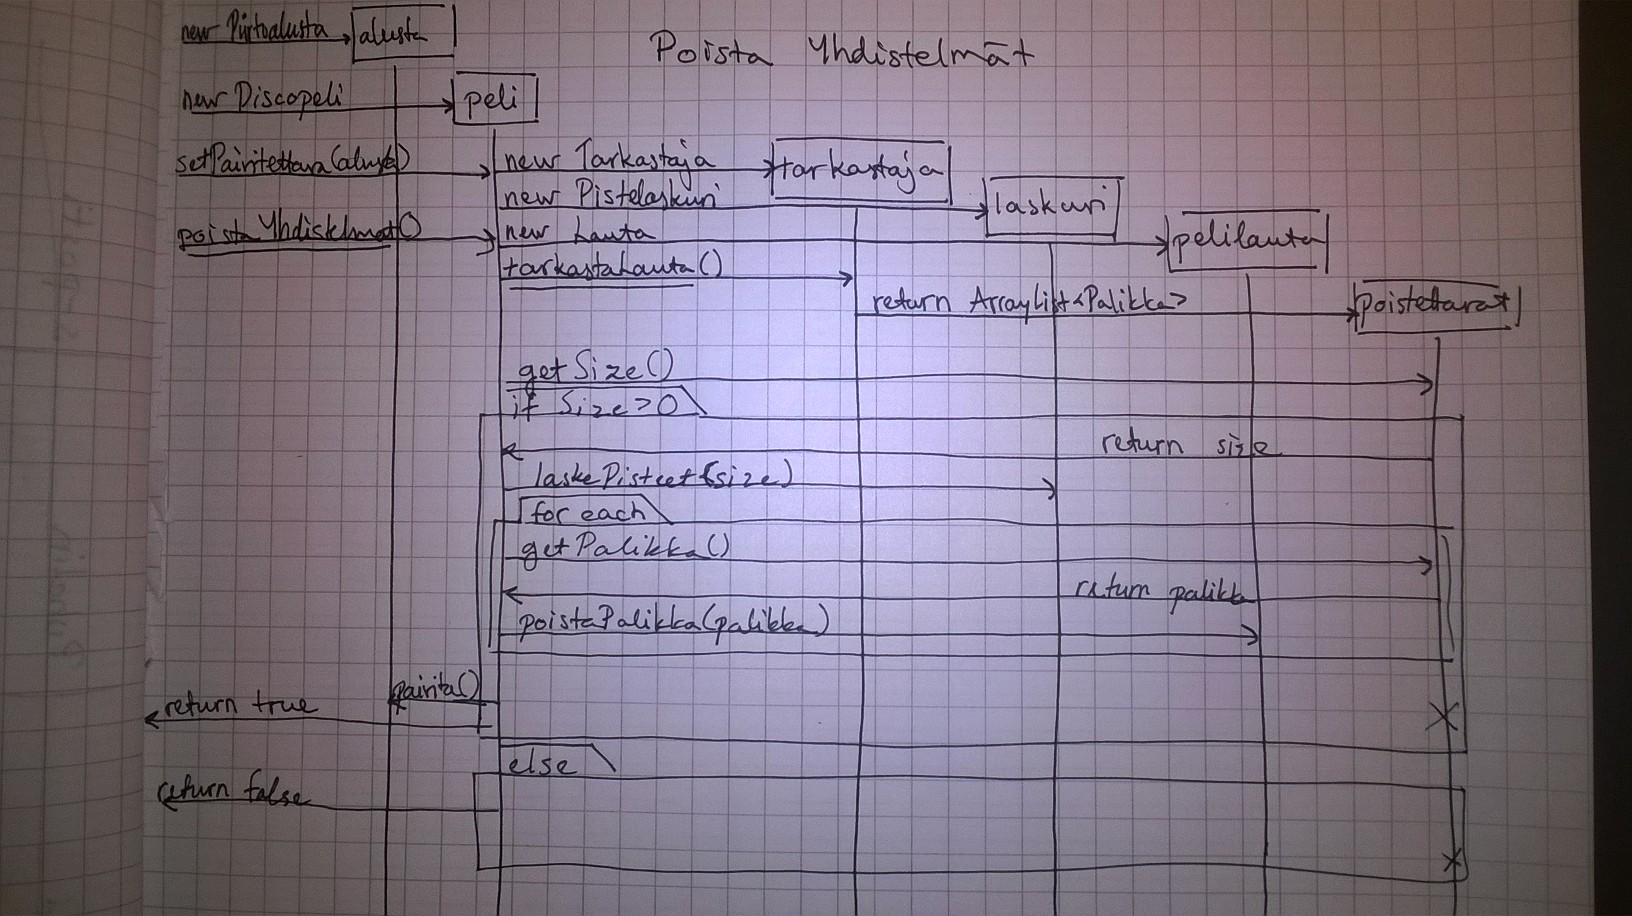 new Piirtoalusta alusta
Poista Yhdistelmät
new Discopeli peli
setPäivitettävä(alusta) new Tarkastaja tarkastaja
new Pistelaskuri laskuri
poistaYhdistelmat() new Lauta pelilauta
tarkastaLauta()
return ArrayList<Palikka> poistettavat
getSize()
if Size>0
return size
laskePisteet(size)
for each
getPalikka()
return palikka
poistaPalikka(palikka)
paivita()
return true
else
return false